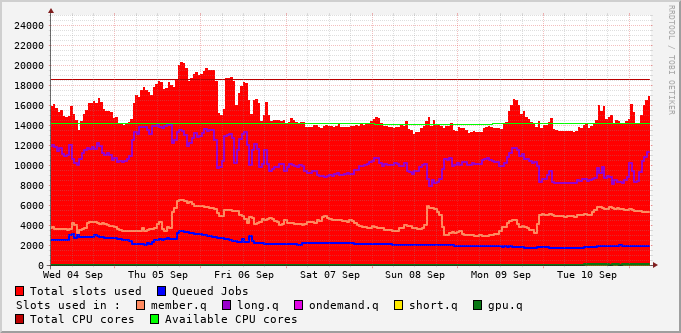 24000
22000
20000
18000
16000
14000
12000
10000
8000
6000
4000
2000
0
Wed 04 Sep Thu 05 Sep Fri 06 Sep Sat 07 Sep Sun 08 Sep Mon 09 Sep Tue 10 Sep
Total slots used Queued Jobs
Slots used in : member.q long.q ondemand.q short.q gpu.q
Total CPU cores Available CPU cores
RRDTOOL / TOBI OETIKER